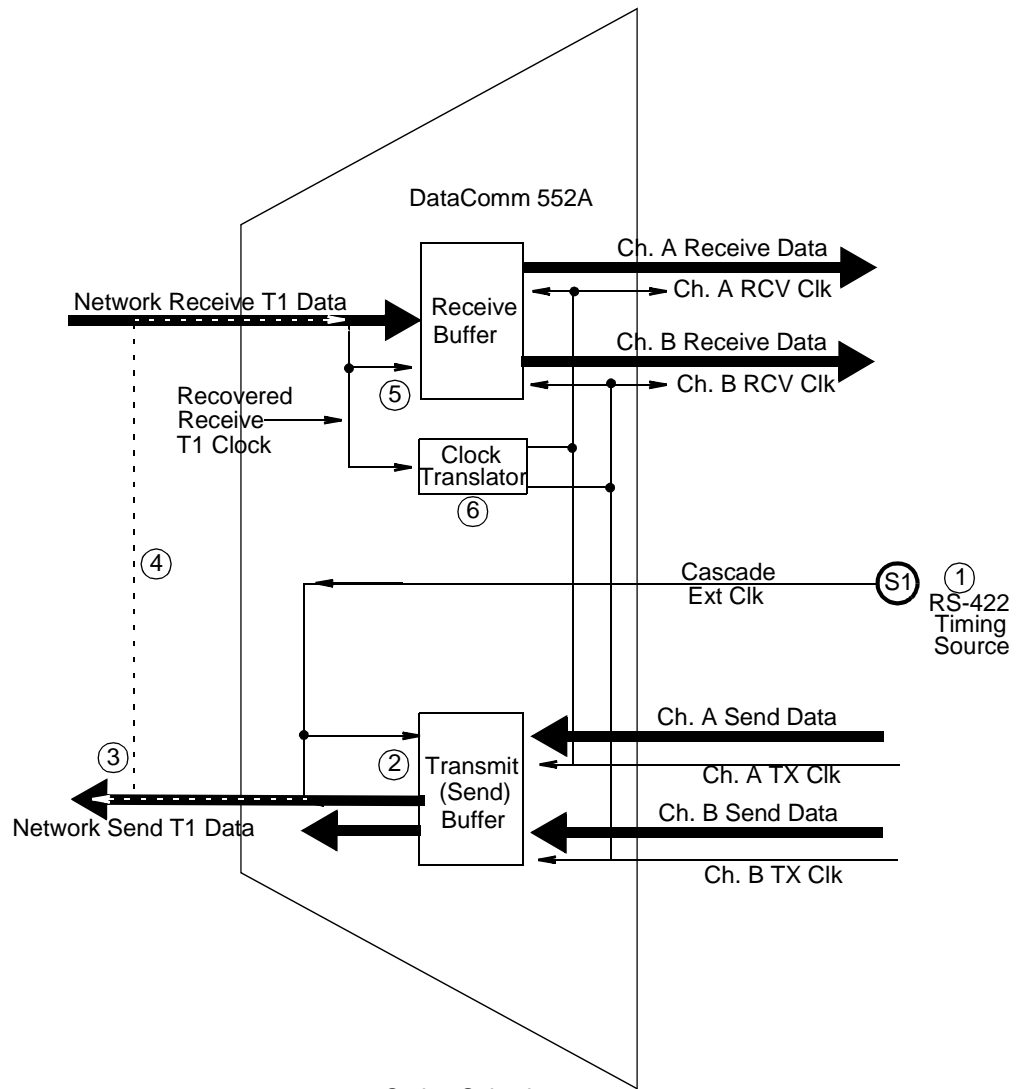 DataComm 552A
Ch. A Receive Data
Ch. A RCV Clk
Network Receive T1 Data
Receive
Buffer
Ch. B Receive Data
Ch. B RCV Clk
5
Recovered
Receive
T1 Clock
Clock
Translator
6
4
Cascade
Ext Clk
S1
1
RS-422
Timing
Source
Ch. A Send Data
3
2
Transmit
(Send)
Buffer
Ch. A TX Clk
Network Send T1 Data
Ch. B Send Data
Ch. B TX Clk